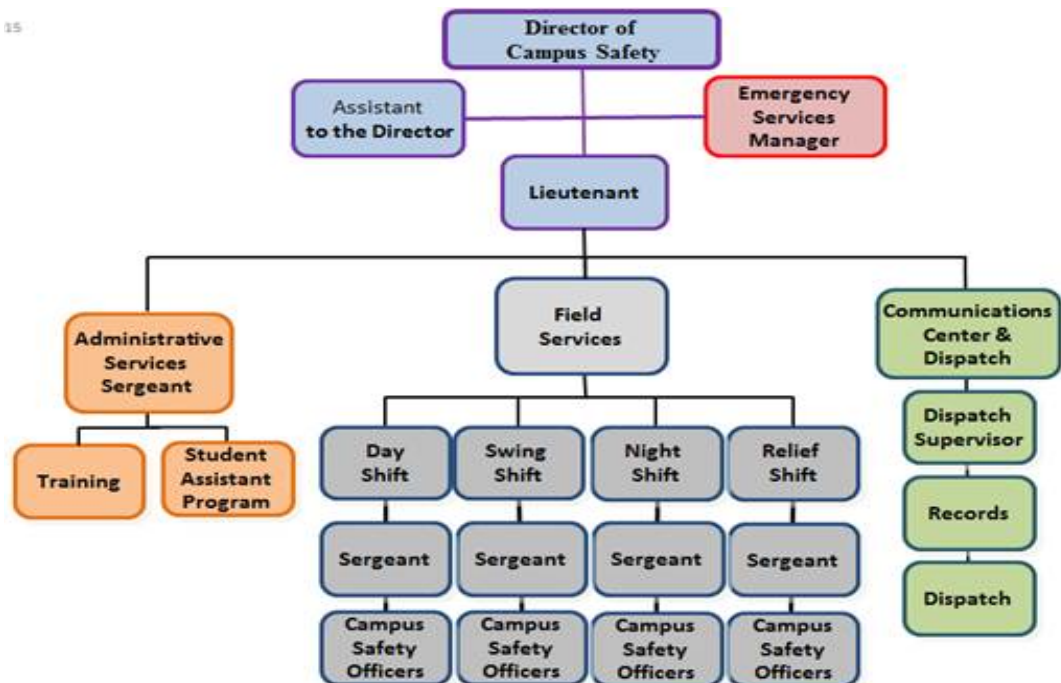 15
Director of
Campus Safety
Assistant
to the Director
Emergency
Services
Manager
Lieutenant
Administrative
Services
Sergeant
Field
Services
Communications
Center &
Dispatch
Training
Student
Assistant
Program
Day
Shift
Swing
Shift
Night
Shift
Relief
Shift
Dispatch
Supervisor
Sergeant
Sergeant
Sergeant
Sergeant
Records
Campus
Safety
Officers
Campus
Safety
Officers
Campus
Safety
Officers
Campus
Safety
Officers
Dispatch